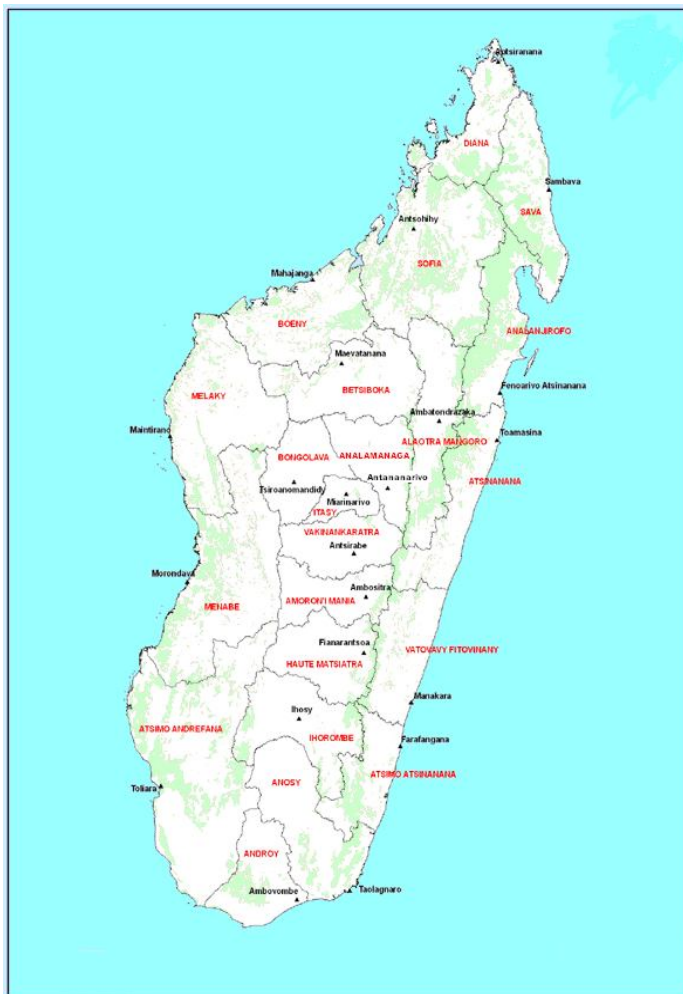 Antsiranana
DIANA
Sambava
SAVA
Antsohihy
SOFIA
Mahajanga
BOENY
ANALANJIROFO
Maevatanana
BETSIBOKA
MELAKY
Fenoarivo Atsinanana
Ambatondrazaka
Maintirano
Toamasina
ALAOTRA MANGORO
BONGOLAVA
ANALAMANAGA
ATSINANANA
Tsiroanomandidy
Antananarivo
Miarinarivo
ITASY
VAKINANKARATRA
Antsirabe
Morondava
Ambositra
AMORON'I MANIA
MENABE
Fianarantsoa
VATOVAVY FITOVINANY
HAUTE MATSIATRA
Manakara
Ihosy
ATSIMO ANDREFANA
IHOROMBE
Farafangana
ATSIMO ATSINANANA
ANOSY
Toliara
ANDROY
Ambovombe
Taolagnaro